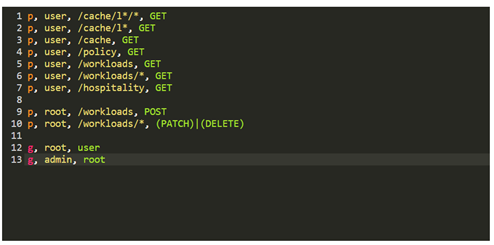 1 p, user, /cache/l*/*, GET
2 p, user, /cache/l*, GET
3 p, user, /cache, GET
4 p, user, /policy, GET
5 p, user, /workloads, GET
6 p, user, /workloads/*, GET
7 p, user, /hospitality, GET
8
9 p, root, /workloads, POST
10 p, root, /workloads/*, (PATCH)|(DELETE)
11
12 g, root, user
13 g, admin, root